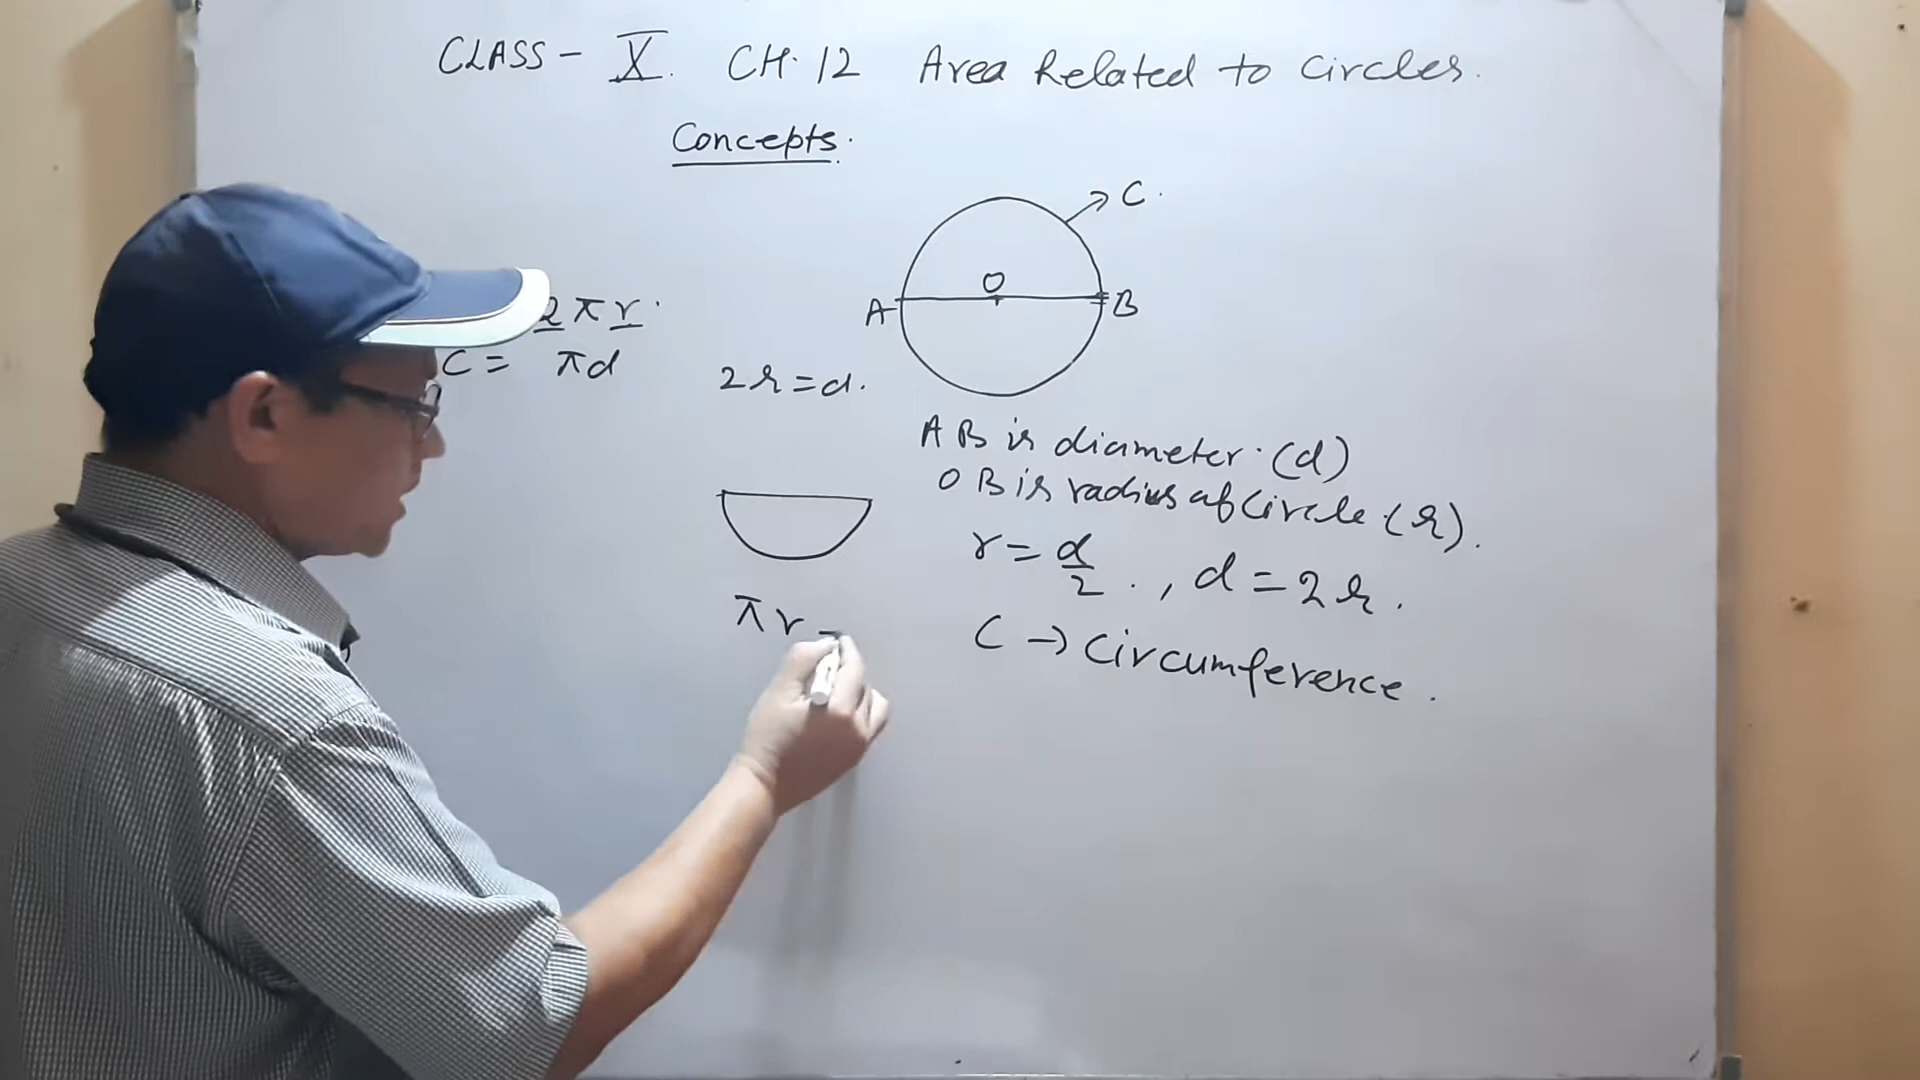 CLASS - X. CH. 12 Area Related to Circles.
Concepts.
C.
O
A B
2πr.
C = πd
2r = d.
AB is diameter. (d)
OB is radius of Circle. (r).
r = d/2 ., d = 2r.
πr -
C → Circumference.